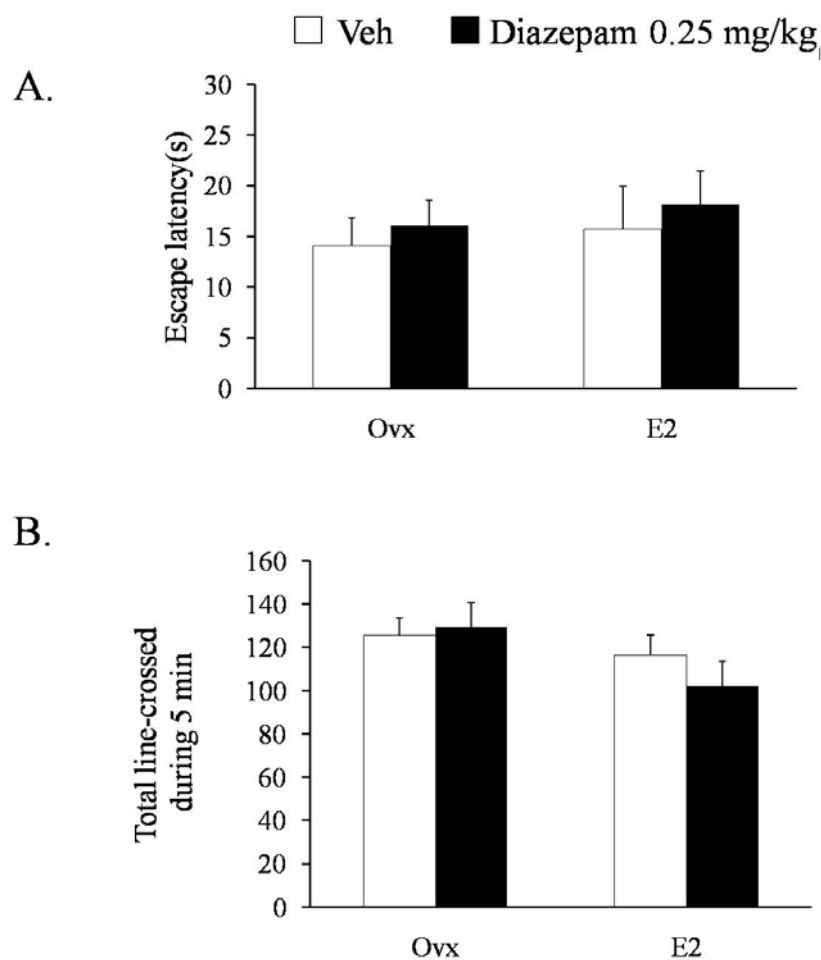 Veh Diazepam 0.25 mg/kg
A.
30
25
20
15
10
5
0
Escape latency(s)
Ovx E2
B.
160
140
120
100
80
60
40
20
0
Total line-crossed
during 5 min
Ovx E2